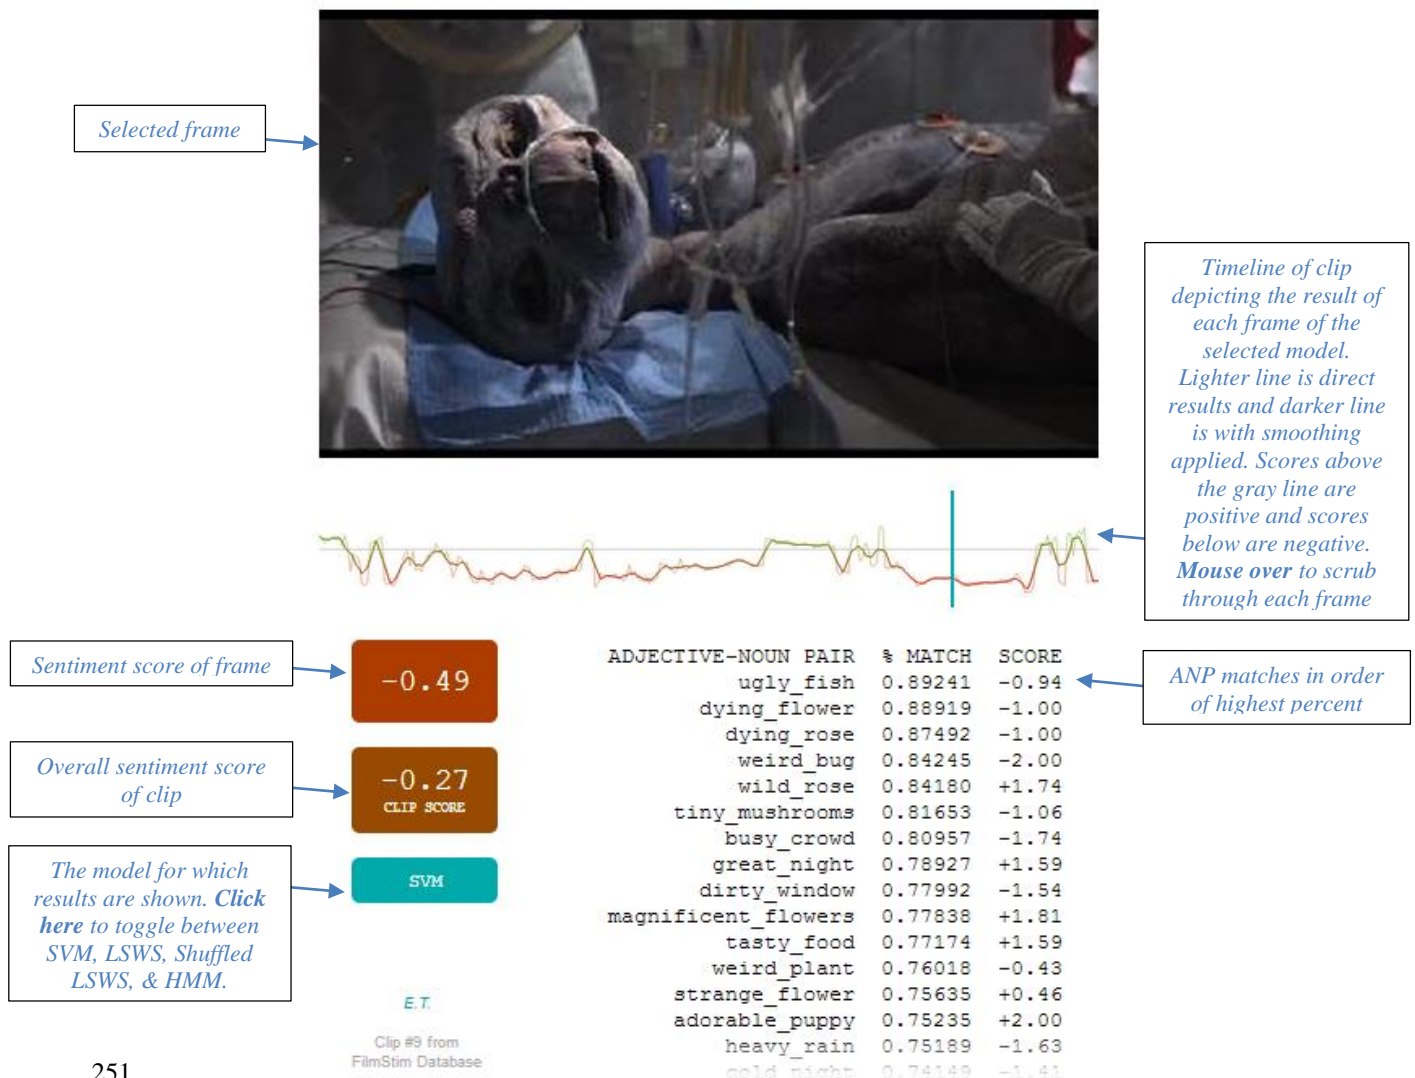 Selected frame
Timeline of clip
depicting the result of
each frame of the
selected model.
Lighter line is direct
results and darker line
is with smoothing
applied. Scores above
the gray line are
positive and scores
below are negative.
Mouse over to scrub
through each frame
Sentiment score of frame
-0.49
Overall sentiment score
of clip
-0.27
CLIP SCORE
The model for which
results are shown. Click
here to toggle between
SVM, LSWS, Shuffled
LSWS, & HMM.
SVM
E.T.
Clip #9 from
FilmStim Database
ADJECTIVE-NOUN PAIR % MATCH SCORE
ugly_fish 0.89241 -0.94
dying_flower 0.88919 -1.00
dying_rose 0.87492 -1.00
weird_bug 0.84245 -2.00
wild_rose 0.84180 +1.74
tiny_mushrooms 0.81653 -1.06
busy_crowd 0.80957 -1.74
great_night 0.78927 +1.59
dirty_window 0.77992 -1.54
magnificent_flowers 0.77838 +1.81
tasty_food 0.77174 +1.59
weird_plant 0.76018 -0.43
strange_flower 0.75635 +0.46
adorable_puppy 0.75235 +2.00
heavy_rain 0.75189 -1.63
cold_night 0.74149 -1.41
ANP matches in order
of highest percent
251